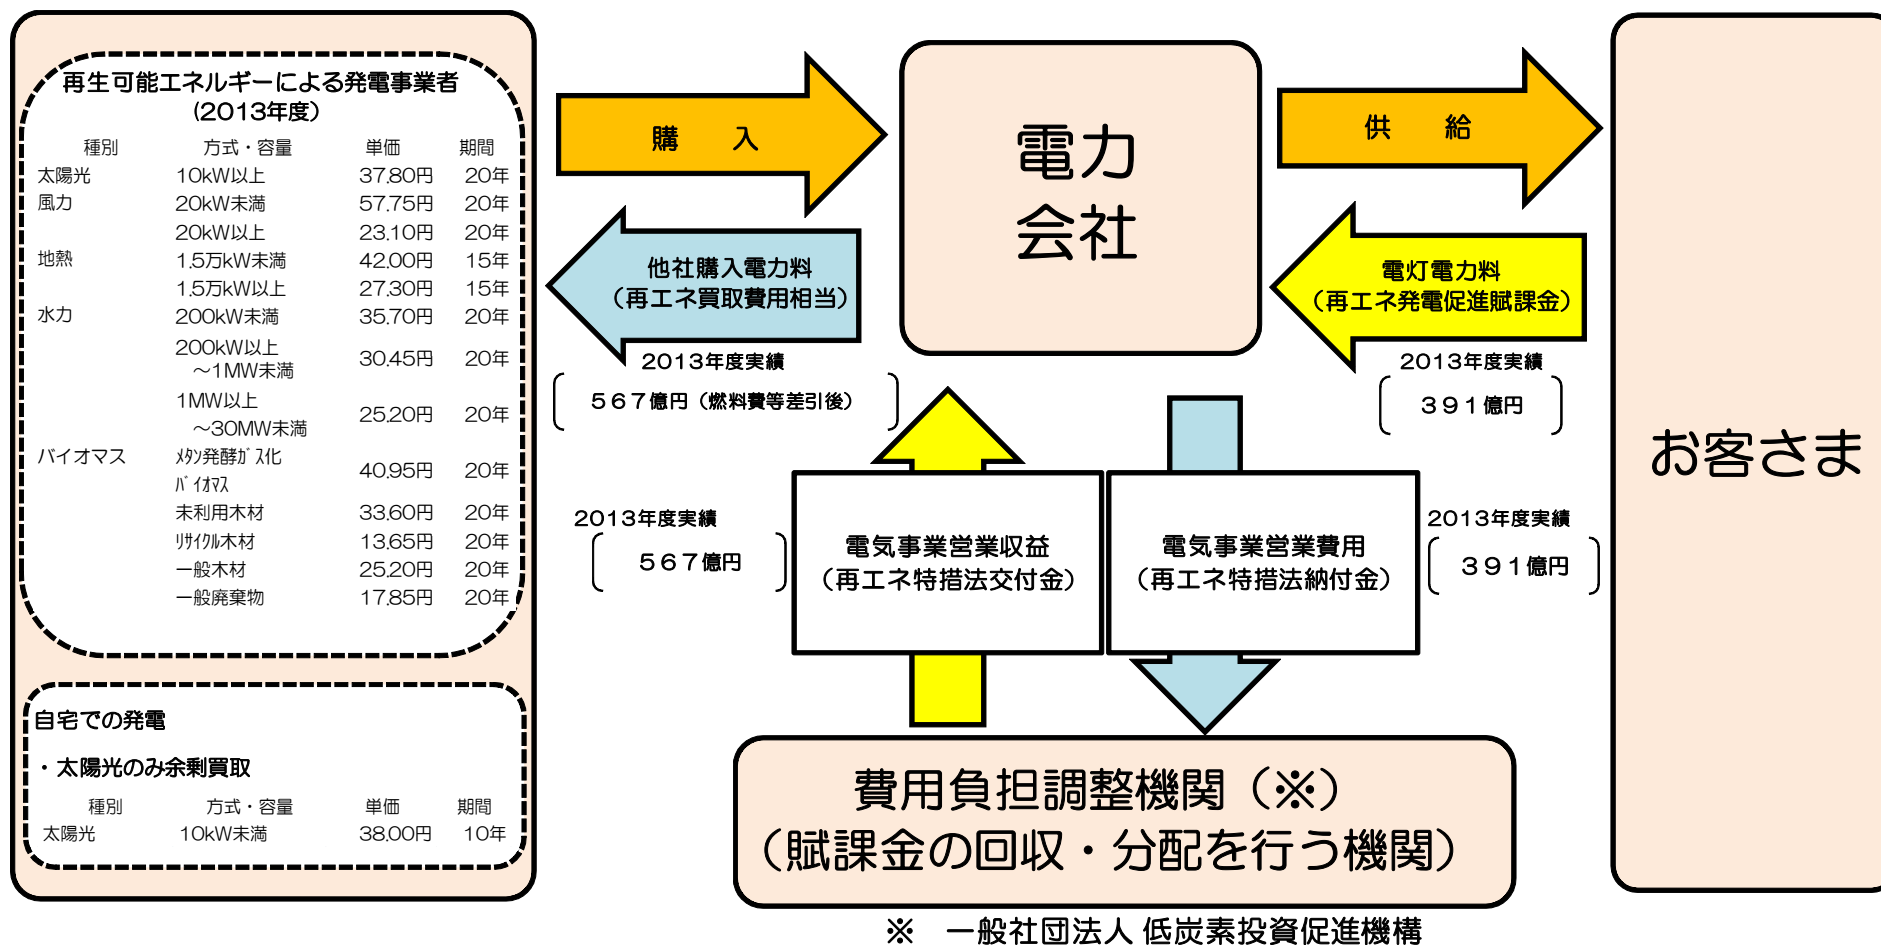 再生可能エネルギーによる発電事業者
(2013年度)
種別 方式・容量 単価 期間
太陽光 10kW以上 37.80円 20年
風力 20kW未満 57.75円 20年
20kW以上 23.10円 20年
地熱 1.5万kW未満 42.00円 15年
1.5万kW以上 27.30円 15年
水力 200kW未満 35.70円 20年
200kW以上
～1MW未満 30.45円 20年
1MW以上
～30MW未満 25.20円 20年
バイオマス ﾒﾀﾝ発酵ｶﾞｽ化
ﾊﾞｲｵﾏｽ 40.95円 20年
未利用木材 33.60円 20年
ﾘｻｲｸﾙ木材 13.65円 20年
一般木材 25.20円 20年
一般廃棄物 17.85円 20年
自宅での発電
・太陽光のみ余剰買取
種別 方式・容量 単価 期間
太陽光 10kW未満 38.00円 10年
購 入
他社購入電力料
（再エネ買取費用相当）
2013年度実績
567億円（燃料費等差引後）
電力
会社
供 給
電灯電力料
（再エネ発電促進賦課金）
2013年度実績
391億円
お客さま
2013年度実績
567億円
電気事業営業収益
（再エネ特措法交付金）
電気事業営業費用
（再エネ特措法納付金）
2013年度実績
391億円
費用負担調整機関（※）
（賦課金の回収・分配を行う機関）
※ 一般社団法人 低炭素投資促進機構